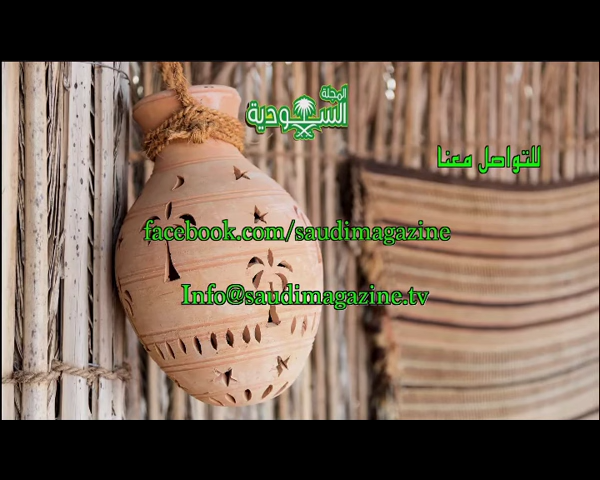 المجلة
السعودية
للتواصل معنا
facebook.com/saudimagazine
Info@saudimagazine.tv